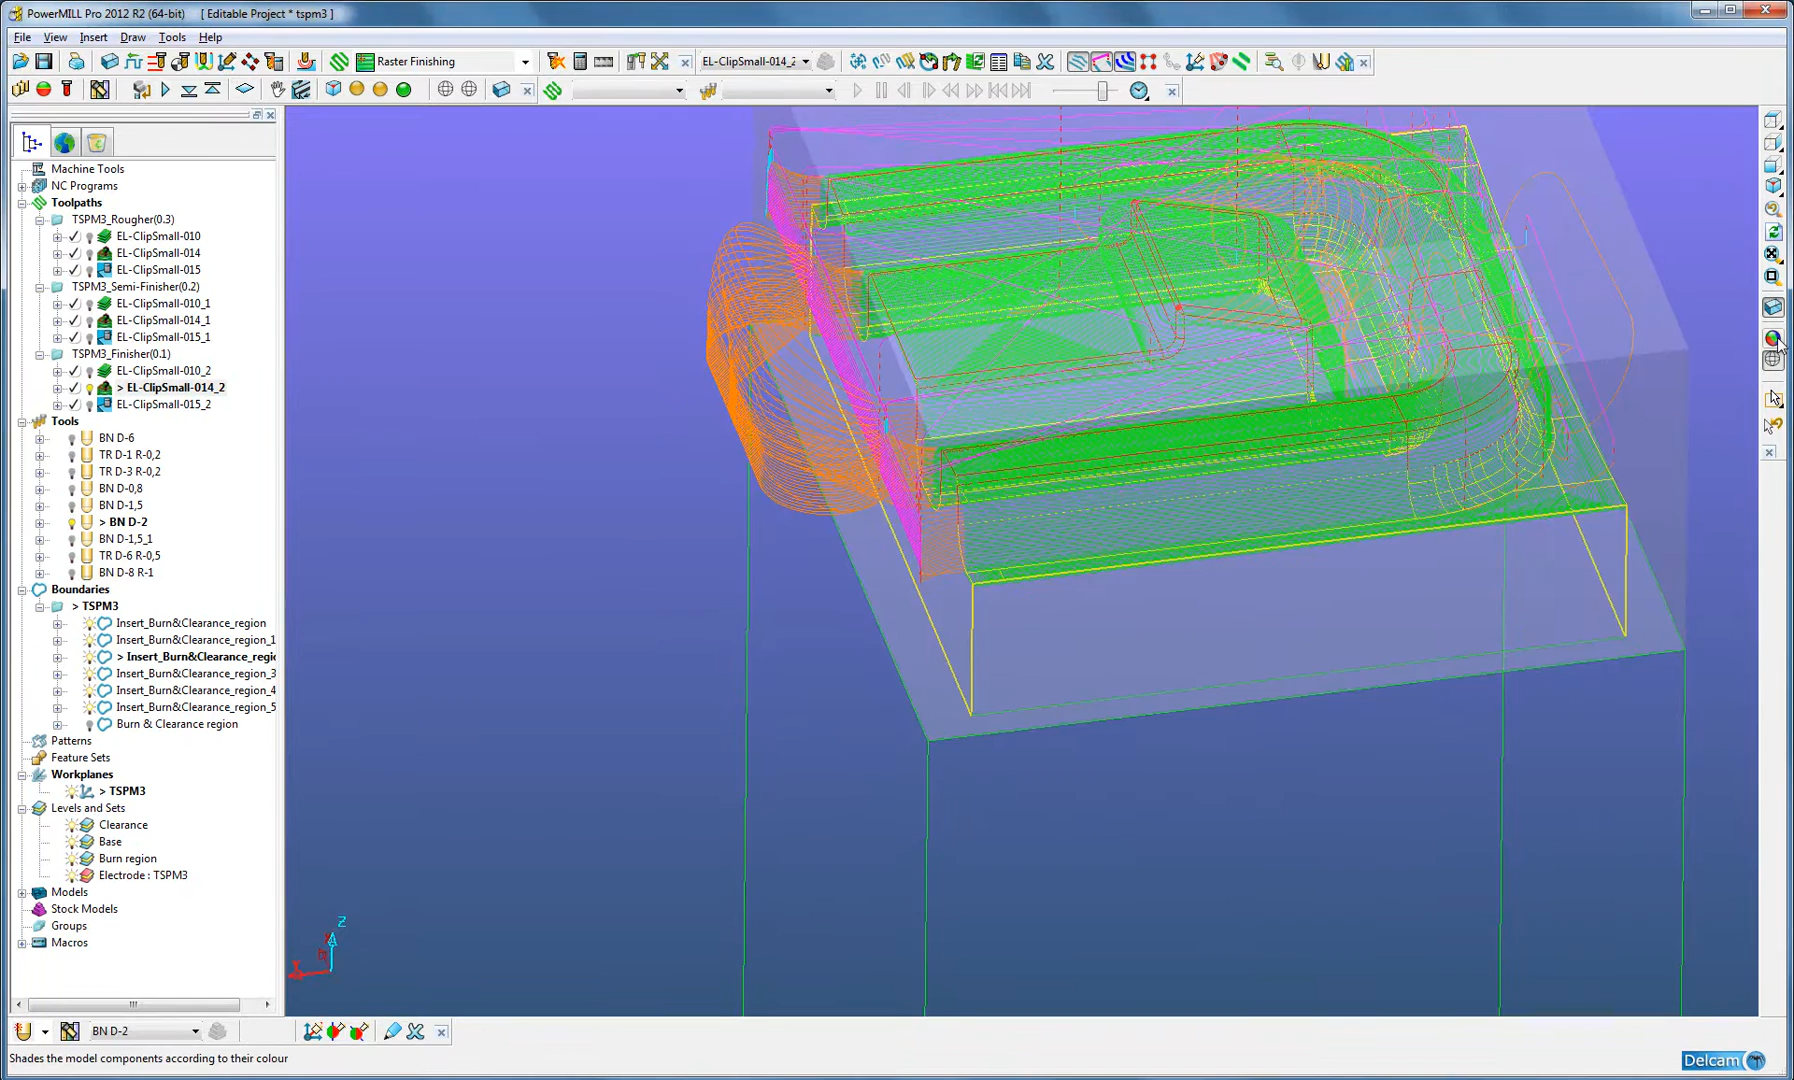 PowerMILL Pro 2012 R2 (64-bit) [ Editable Project * tspm3 ]
File View Insert Draw Tools Help
Raster Finishing
EL-ClipSmall-014_2
Machine Tools
NC Programs
Toolpaths
TSPM3_Rougher(0.3)
EL-ClipSmall-010
EL-ClipSmall-014
EL-ClipSmall-015
TSPM3_Semi-Finisher(0.2)
EL-ClipSmall-010_1
EL-ClipSmall-014_1
EL-ClipSmall-015_1
TSPM3_Finisher(0.1)
EL-ClipSmall-010_2
> EL-ClipSmall-014_2
EL-ClipSmall-015_2
Tools
BN D-6
TR D-1 R-0,2
TR D-3 R-0,2
BN D-0,8
BN D-1,5
> BN D-2
BN D-1,5_1
TR D-6 R-0,5
BN D-8 R-1
Boundaries
> TSPM3
Insert_Burn&Clearance_region
Insert_Burn&Clearance_region_1
> Insert_Burn&Clearance_regio
Insert_Burn&Clearance_region_3
Insert_Burn&Clearance_region_4
Insert_Burn&Clearance_region_5
Burn & Clearance region
Patterns
Feature Sets
Workplanes
> TSPM3
Levels and Sets
Clearance
Base
Burn region
Electrode : TSPM3
Models
Stock Models
Groups
Macros
Z
BN D-2
Shades the model components according to their colour
Delcam